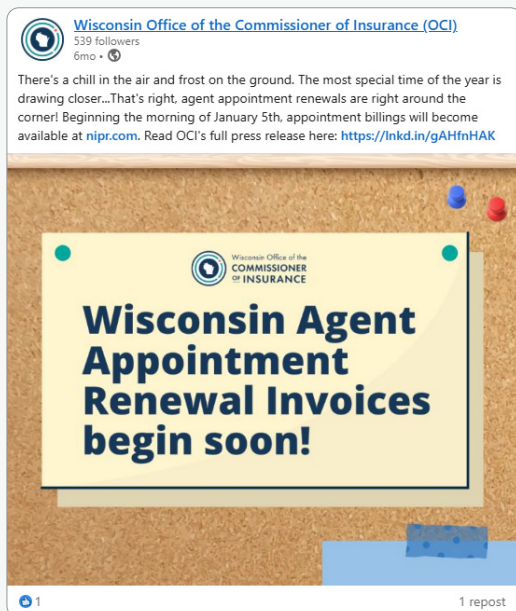 Wisconsin Office of the Commissioner of Insurance (OCI)
539 followers
6mo •
There's a chill in the air and frost on the ground. The most special time of the year is
drawing closer...That's right, agent appointment renewals are right around the
corner! Beginning the morning of January 5th, appointment billings will become
available at nipr.com. Read OCI's full press release here: https://lnkd.in/gAHfnHAK
Wisconsin Office of the
COMMISSIONER
OF INSURANCE
Wisconsin Agent
Appointment
Renewal Invoices
begin soon!
1
1 repost